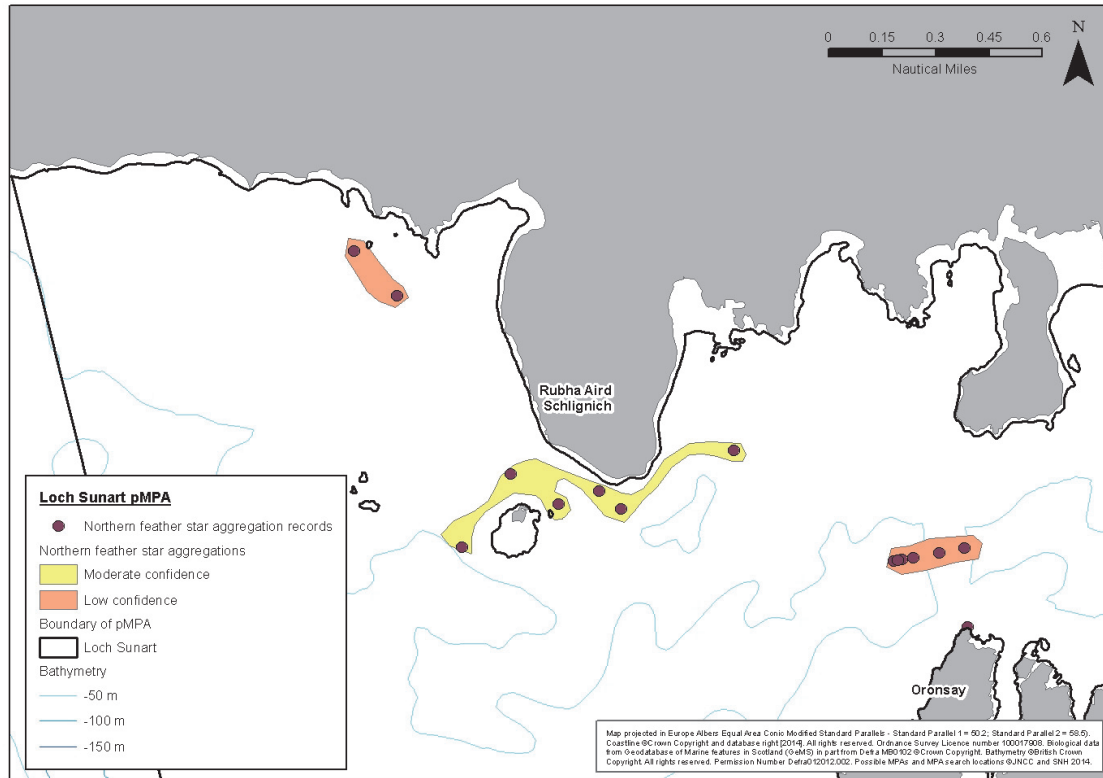 N
0 0.15 0.3 0.45 0.6
Nautical Miles
Rubha Aird
Schlignich
Loch Sunart pMPA
Northern feather star aggregation records
Northern feather star aggregations
Moderate confidence
Low confidence
Boundary of pMPA
Loch Sunart
Bathymetry
-50 m
-100 m
-150 m
Oronsay
Map projected in Europe Albers Equal Area Conic Modified Standard Parallels - Standard Parallel 1 = 50.2; Standard Parallel 2 = 58.5).
Coastline ©Crown Copyright and database right [2014]. All rights reserved. Ordnance Survey Licence number 100017908. Biological data
from Geodatabase of Marine features in Scotland (GeMS) in part from Defra MB0102 ©Crown Copyright. Bathymetry ©British Crown
Copyright. All rights reserved. Permission Number Defra012012.002. Possible MPAs and MPA search locations ©JNCC and SNH 2014.